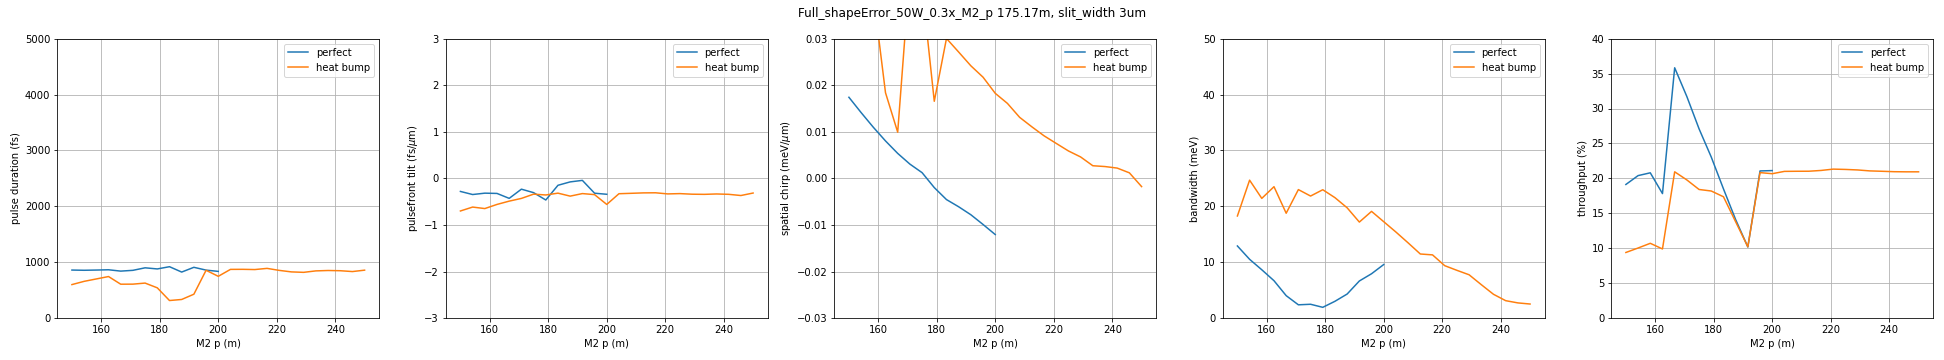 Full_shapeError_50W_0.3x_M2_p 175.17m, slit_width 3um
pulse duration (fs)
5000
4000
3000
2000
1000
0
160 180 200 220 240
M2 p (m)
perfect
heat bump
pulsefront tilt (fs/μm)
3
2
1
0
−1
−2
−3
160 180 200 220 240
M2 p (m)
perfect
heat bump
spatial chirp (meV/μm)
0.03
0.02
0.01
0.00
−0.01
−0.02
−0.03
160 180 200 220 240
M2 p (m)
perfect
heat bump
bandwidth (meV)
50
40
30
20
10
0
160 180 200 220 240
M2 p (m)
perfect
heat bump
throughput (%)
40
35
30
25
20
15
10
5
0
160 180 200 220 240
M2 p (m)
perfect
heat bump